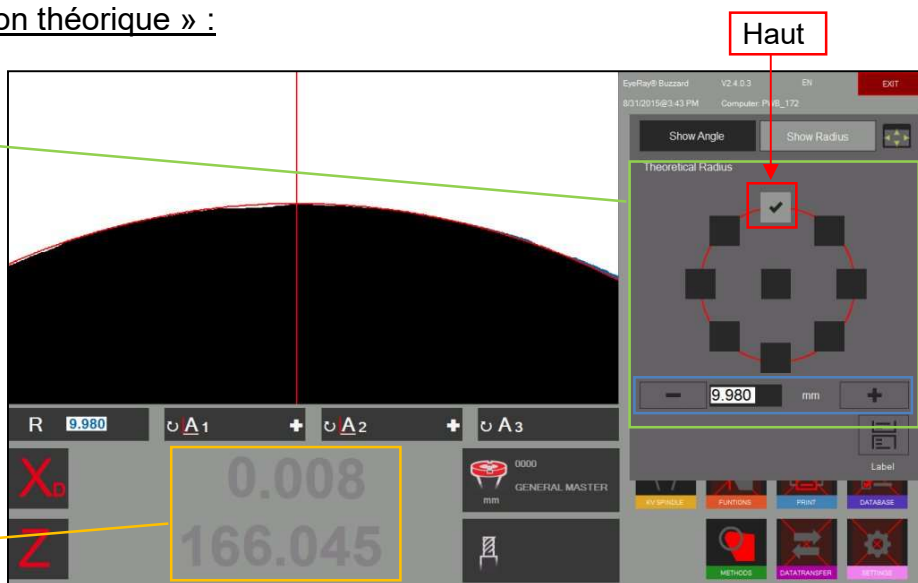 on théorique » :
Haut
EyeRay® Buzzard V2.4.0.3 EN EXIT
8/31/2015@3:43 PM Computer: PWB_172
Show Angle Show Radius
Theoretical Radius
9.980 mm
R 9.980 A1 A2 A3
Label
XD 0.008
0000
GENERAL MASTER
mm
KV SPINDLE FUNTIONS PRINT DATABASE
Z 166.045
METHODS DATATRANSFER SETTINGS